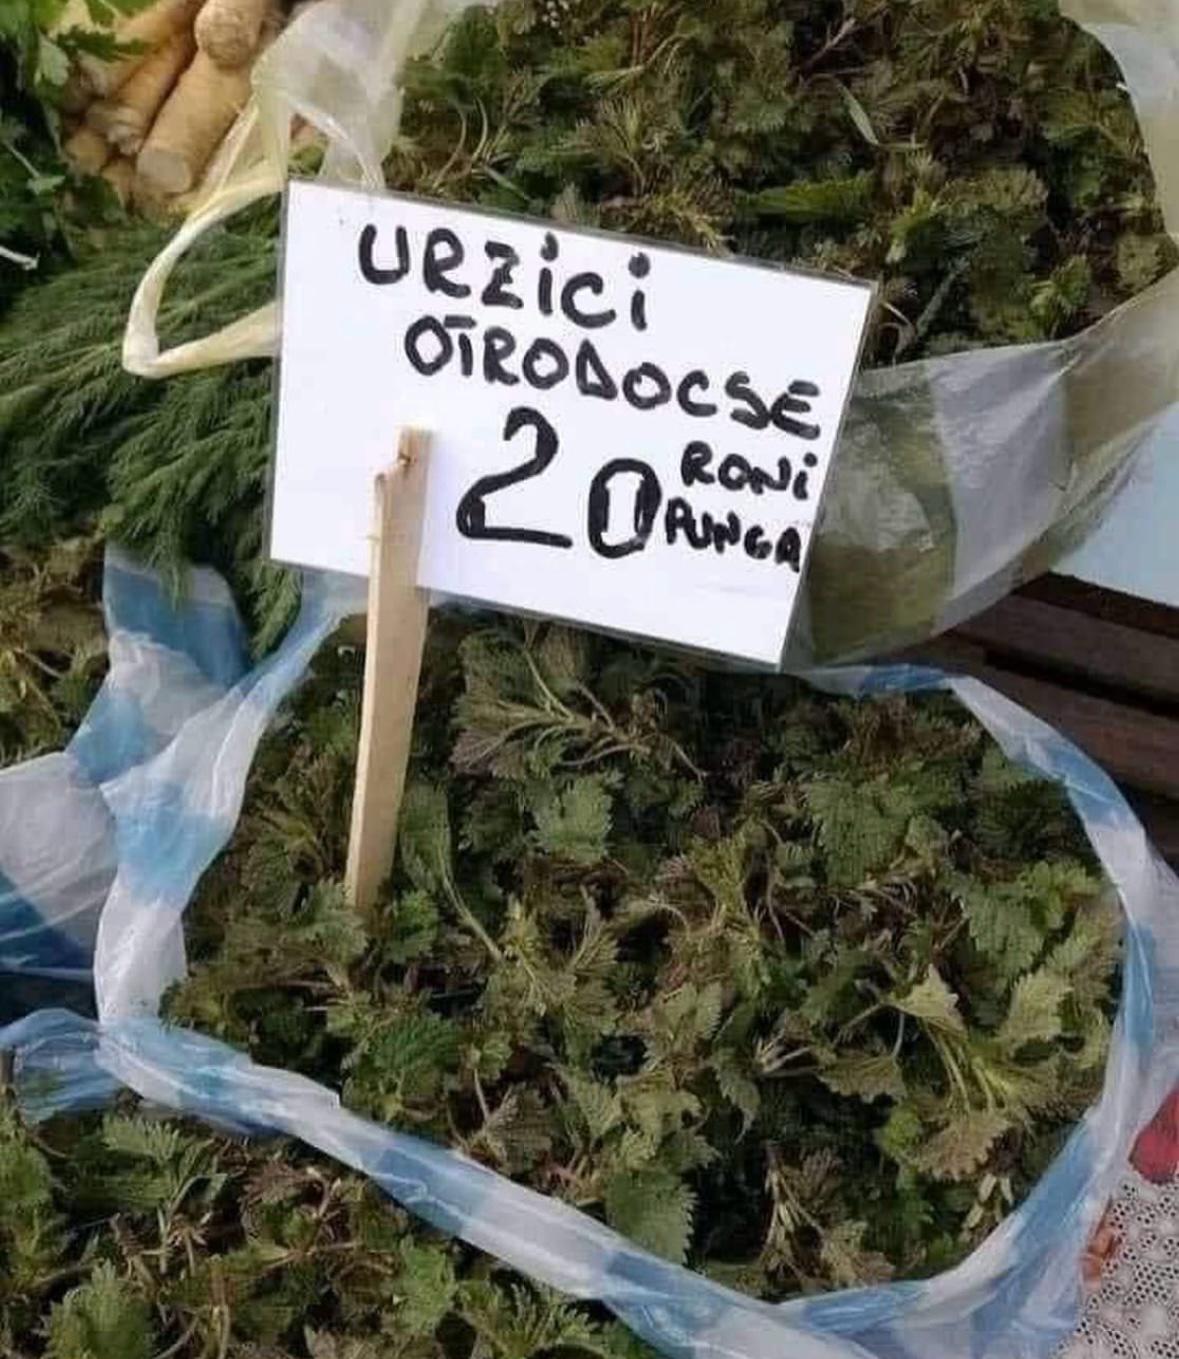 URZiCi
OTRODOCSE
20 RONi
PUNGA